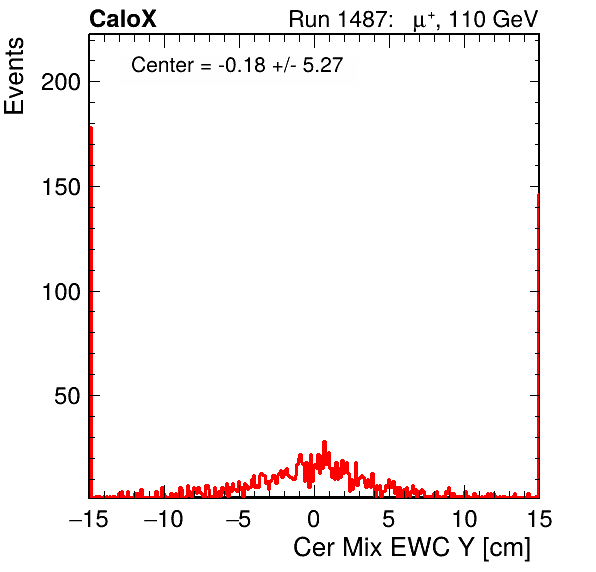 CaloX
Run 1487: μ⁺, 110 GeV
Center = -0.18 +/- 5.27
Events
200
150
100
50
−15 −10 −5 0 5 10 15
Cer Mix EWC Y [cm]